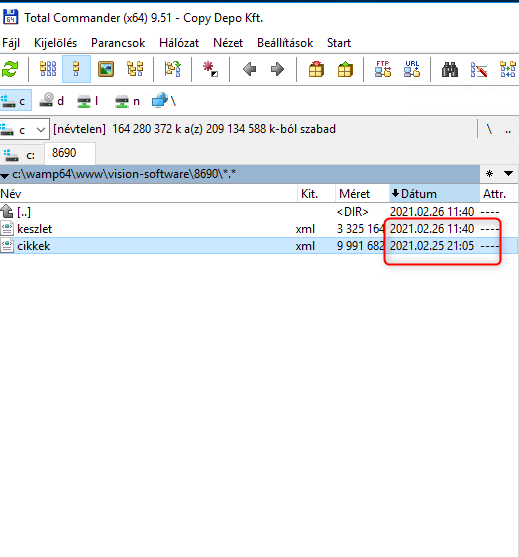 Total Commander (x64) 9.51 - Copy Depo Kft.
Fájl Kijelölés Parancsok Hálózat Nézet Beállítások Start
FTP URL
c d l n \
c [névtelen] 164 280 372 k a(z) 209 134 588 k-ból szabad \ ..
c: 8690
c:\wamp64\www\vision-software\8690\*.* * ▼
Név Kit. Méret Dátum Attr.
[..] <DIR> 2021.02.26 11:40 ----
keszlet xml 3 325 164 2021.02.26 11:40 ----
cikkek xml 9 991 682 2021.02.25 21:05 ----